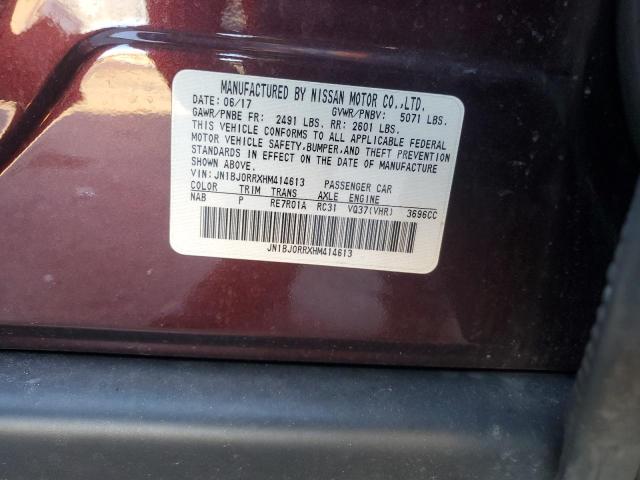 MANUFACTURED BY NISSAN MOTOR CO.,LTD.
DATE: 06/17 GVWR/PNBV: 5071 LBS.
GAWR/PNBE FR: 2491 LBS. RR: 2601 LBS.
THIS VEHICLE CONFORMS TO ALL APPLICABLE FEDERAL
MOTOR VEHICLE SAFETY,BUMPER,AND THEFT PREVENTION
STANDARDS IN EFFECT ON THE DATE OF MANUFACTURE
SHOWN ABOVE.
VIN: JN1BJ0RRXHM414613 PASSENGER CAR
COLOR TRIM TRANS AXLE ENGINE
NAB P RE7R01A RC31 VQ37(VHR) 3696CC
JN1BJ0RRXHM414613